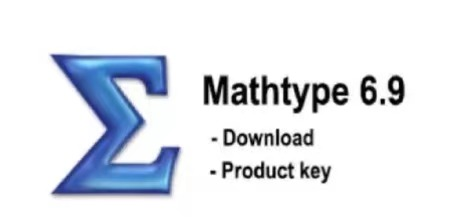 Mathtype 6.9
- Download
- Product key